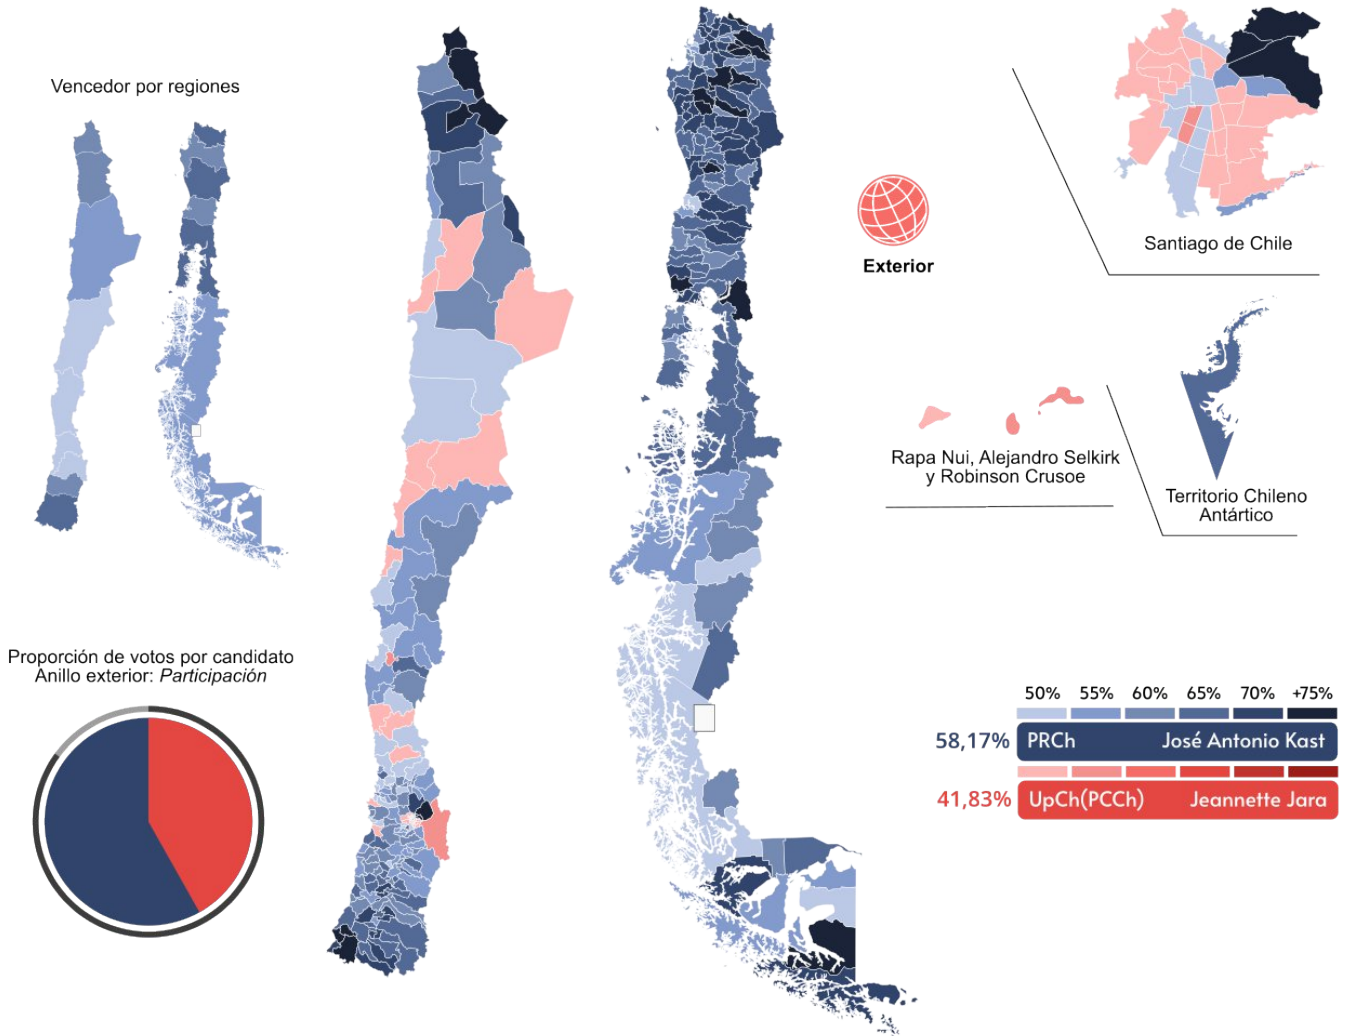 Vencedor por regiones
Santiago de Chile
Exterior
Rapa Nui, Alejandro Selkirk
y Robinson Crusoe
Territorio Chileno
Antártico
Proporción de votos por candidato
Anillo exterior: Participación
50% 55% 60% 65% 70% +75%
58,17% PRCh José Antonio Kast
41,83% UpCh(PCCh) Jeannette Jara